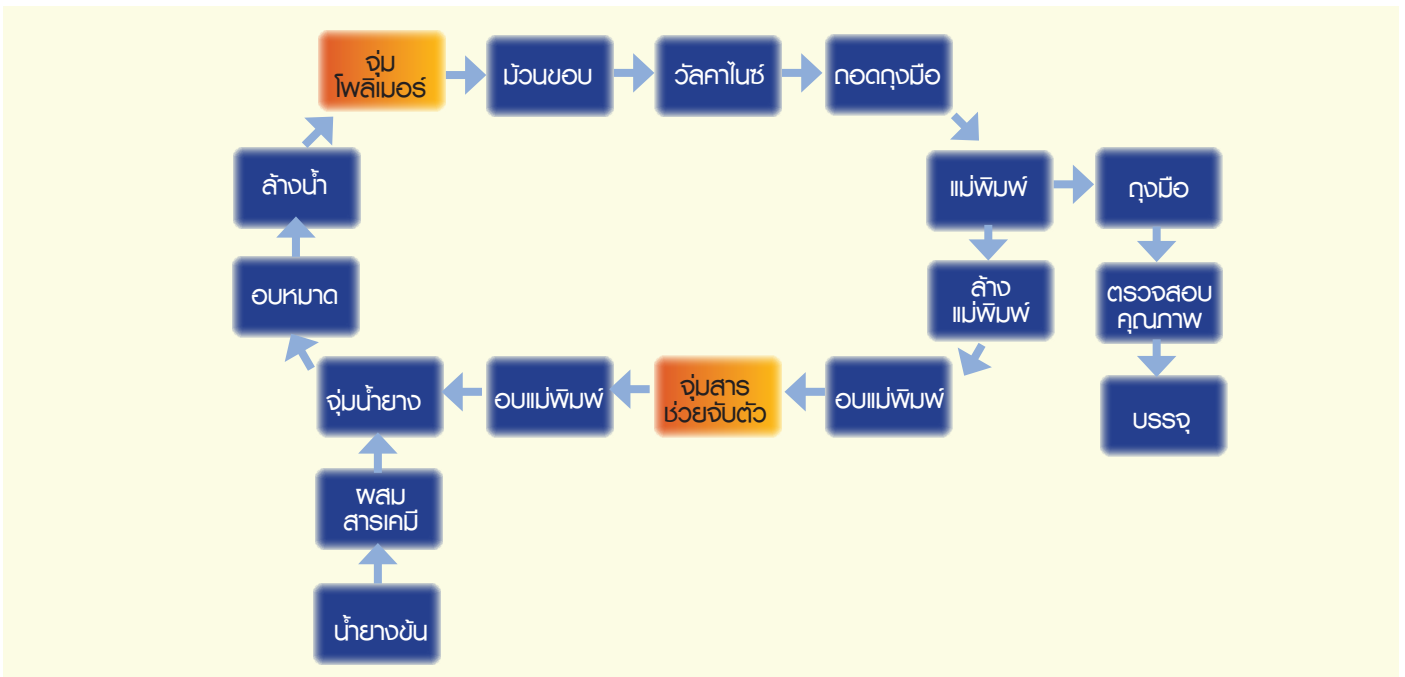 จุ่ม
โพลิเมอร์
ม้วนขอบ
วัลคาไนซ์
ถอดถุงมือ
ล้างน้ำ
แม่พิมพ์
ถุงมือ
อบหมาด
ล้าง
แม่พิมพ์
ตรวจสอบ
คุณภาพ
จุ่มน้ำยาง
อบแม่พิมพ์
จุ่มสาร
ช่วยจับตัว
อบแม่พิมพ์
บรรจุ
ผสม
สารเคมี
น้ำยางข้น